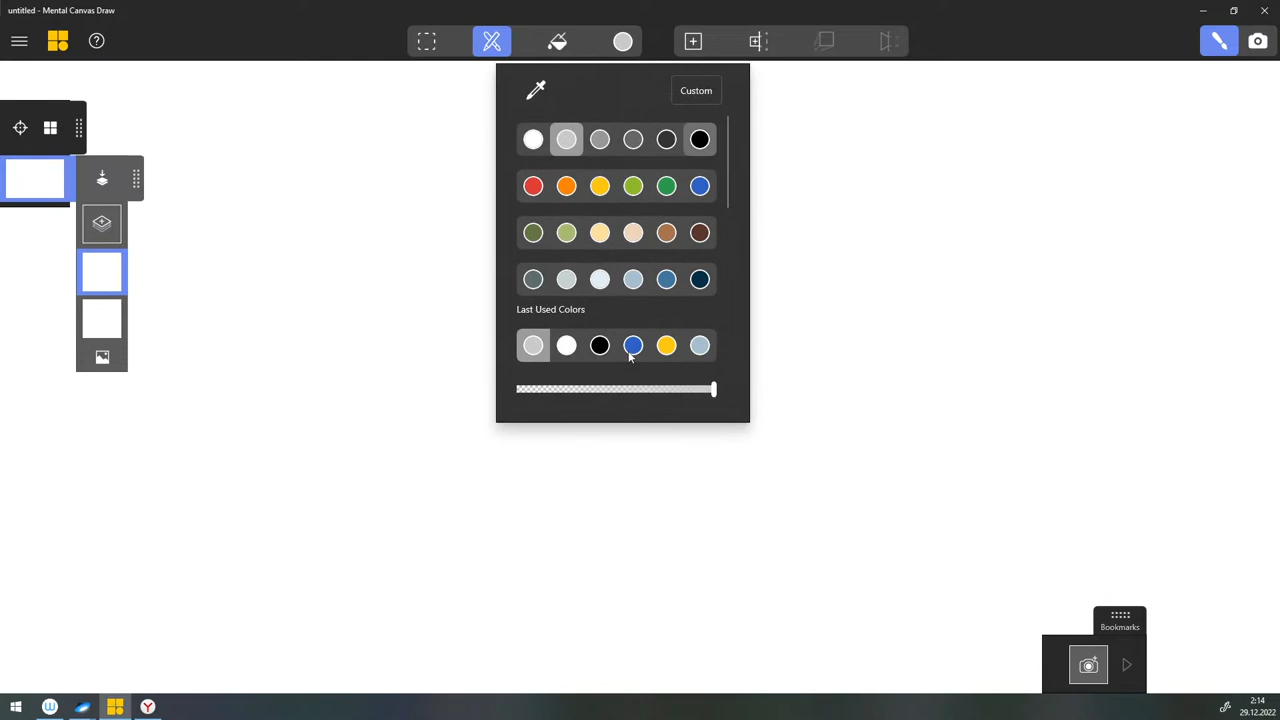 untitled - Mental Canvas Draw
Custom
Last Used Colors
Bookmarks
2:14
29.12.2022